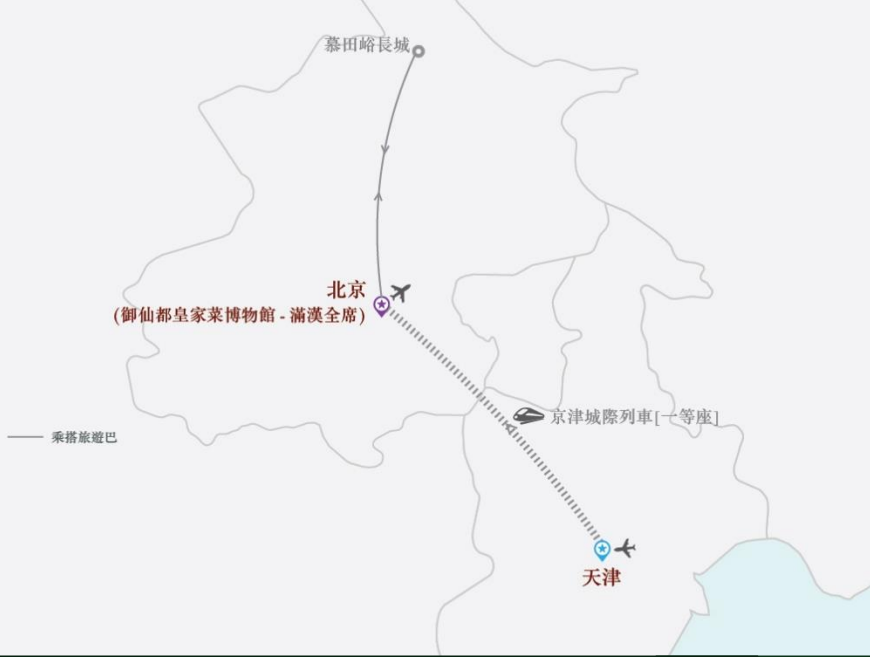 慕田峪長城
北京
(御仙都皇家菜博物館 - 滿漢全席)
京津城際列車[一等座]
乘搭旅遊巴
天津